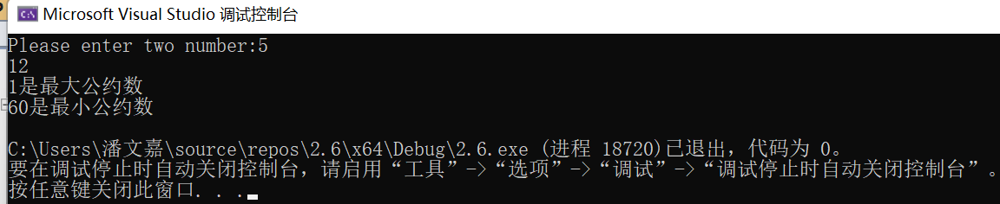 Microsoft Visual Studio 调试控制台
Please enter two number:5
12
1是最大公约数
60是最小公约数
C:\Users\潘文嘉\source\repos\2.6\x64\Debug\2.6.exe (进程 18720)已退出，代码为 0。
要在调试停止时自动关闭控制台，请启用“工具”->“选项”->“调试”->“调试停止时自动关闭控制台”。
按任意键关闭此窗口. . .